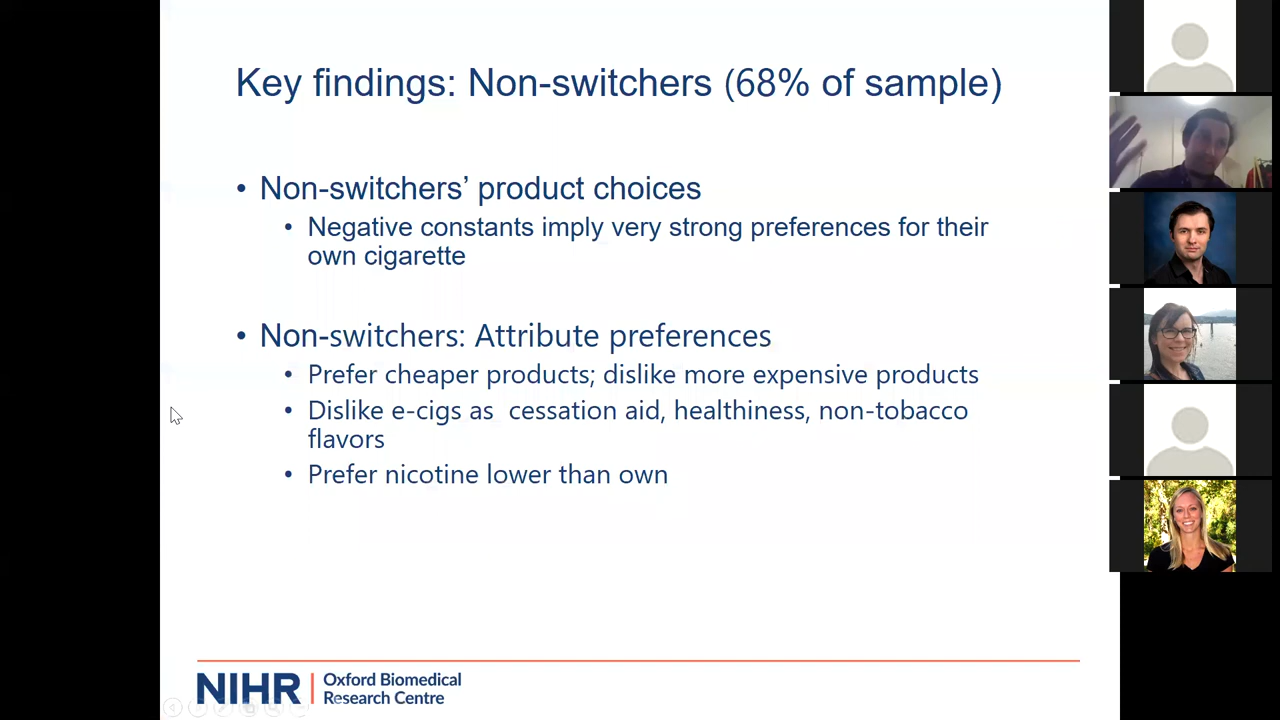 Key findings: Non-switchers (68% of sample)
• Non-switchers’ product choices
• Negative constants imply very strong preferences for their
own cigarette
• Non-switchers: Attribute preferences
• Prefer cheaper products; dislike more expensive products
• Dislike e-cigs as  cessation aid, healthiness, non-tobacco
flavors
• Prefer nicotine lower than own
NIHR | Oxford Biomedical
Research Centre